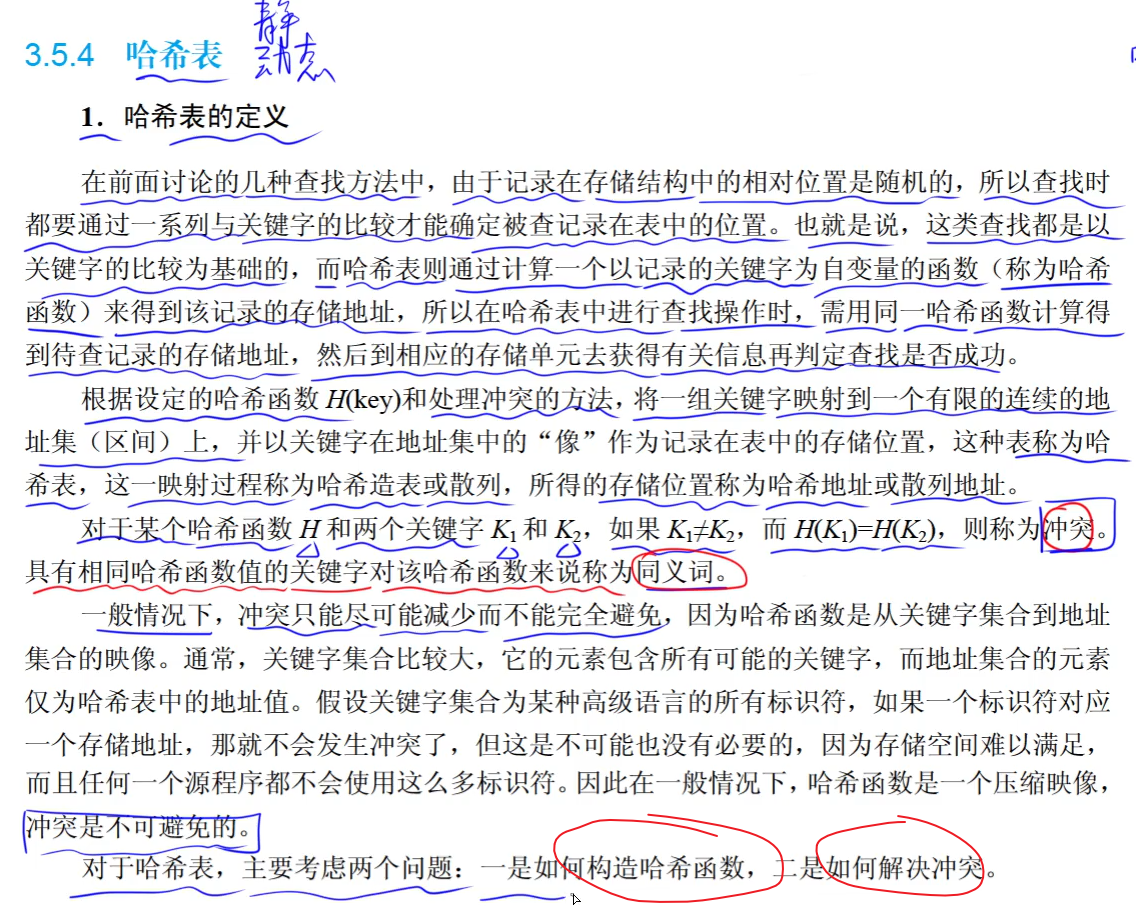 静
3.5.4 哈希表 动态
1．哈希表的定义
在前面讨论的几种查找方法中，由于记录在存储结构中的相对位置是随机的，所以查找时
都要通过一系列与关键字的比较才能确定被查记录在表中的位置。也就是说，这类查找都是以
关键字的比较为基础的，而哈希表则通过计算一个以记录的关键字为自变量的函数（称为哈希
函数）来得到该记录的存储地址，所以在哈希表中进行查找操作时，需用同一哈希函数计算得
到待查记录的存储地址，然后到相应的存储单元去获得有关信息再判定查找是否成功。
根据设定的哈希函数 H(key)和处理冲突的方法，将一组关键字映射到一个有限的连续的地
址集（区间）上，并以关键字在地址集中的“像”作为记录在表中的存储位置，这种表称为哈
希表，这一映射过程称为哈希造表或散列，所得的存储位置称为哈希地址或散列地址。
对于某个哈希函数 H 和两个关键字 K₁ 和 K₂，如果 K₁≠K₂，而 H(K₁)=H(K₂)，则称为冲突。
具有相同哈希函数值的关键字对该哈希函数来说称为同义词。
一般情况下，冲突只能尽可能减少而不能完全避免，因为哈希函数是从关键字集合到地址
集合的映像。通常，关键字集合比较大，它的元素包含所有可能的关键字，而地址集合的元素
仅为哈希表中的地址值。假设关键字集合为某种高级语言的所有标识符，如果一个标识符对应
一个存储地址，那就不会发生冲突了，但这是不可能也没有必要的，因为存储空间难以满足，
而且任何一个源程序都不会使用这么多标识符。因此在一般情况下，哈希函数是一个压缩映像，
冲突是不可避免的。
对于哈希表，主要考虑两个问题：一是如何构造哈希函数，二是如何解决冲突。